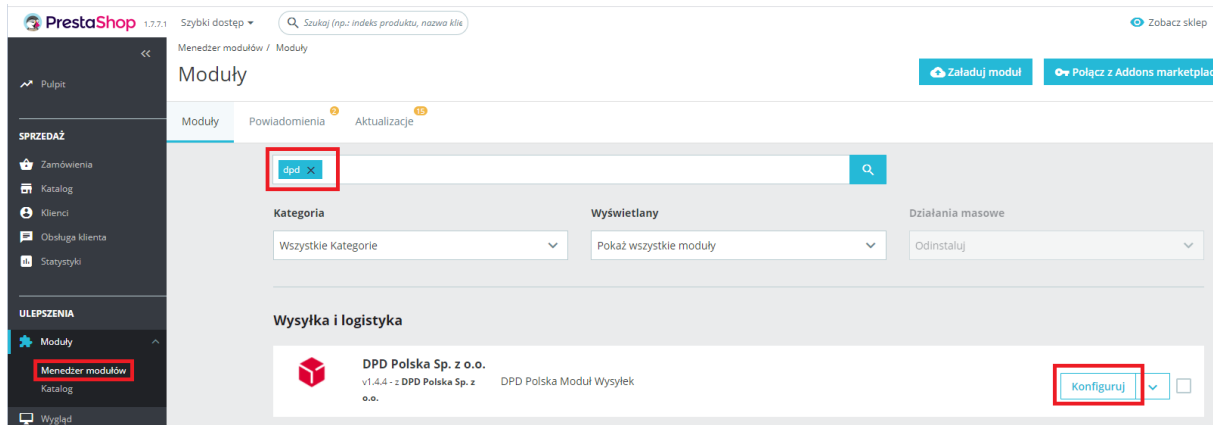 PrestaShop 1.7.7.1 Szybki dostęp Szukaj (np.: indeks produktu, nazwa klie Zobacz sklep
Menedżer modułów / Moduły
Moduły
Załaduj moduł
Połącz z Addons marketplac
Moduły Powiadomienia 2 Aktualizacje 15
Pulpit
SPRZEDAŻ
Zamówienia
Katalog
Klienci
Obsługa klienta
Statystyki
ULEPSZENIA
Moduły
Menedżer modułów
Katalog
Wygląd
dpd
Kategoria Wyświetlany Działania masowe
Wszystkie Kategorie Pokaż wszystkie moduły Odinstaluj
Wysyłka i logistyka
DPD Polska Sp. z o.o.
v1.4.4 - z DPD Polska Sp. z
o.o.
DPD Polska Moduł Wysyłek
Konfiguruj